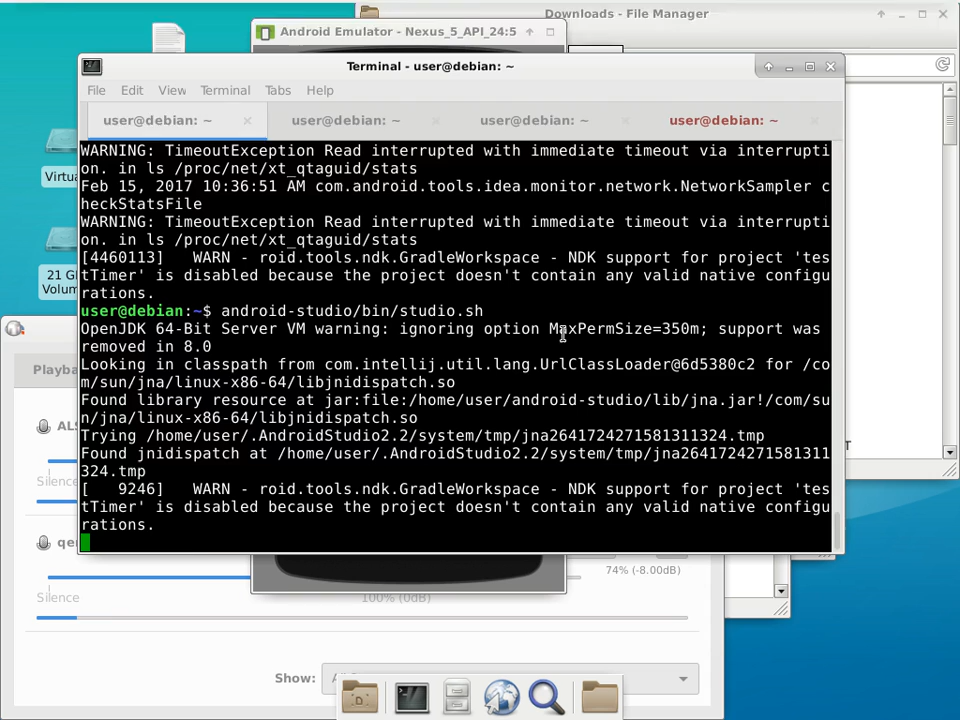 Downloads - File Manager
Android Emulator - Nexus_5_API_24:5
Terminal - user@debian: ~
File Edit View Terminal Tabs Help
user@debian: ~ user@debian: ~ user@debian: ~ user@debian: ~
WARNING: TimeoutException Read interrupted with immediate timeout via interrupti
on. in ls /proc/net/xt_qtaguid/stats
Feb 15, 2017 10:36:51 AM com.android.tools.idea.monitor.network.NetworkSampler c
heckStatsFile
WARNING: TimeoutException Read interrupted with immediate timeout via interrupti
on. in ls /proc/net/xt_qtaguid/stats
[4460113]   WARN - roid.tools.ndk.GradleWorkspace - NDK support for project 'tes
tTimer' is disabled because the project doesn't contain any valid native configu
rations.
user@debian:~$ android-studio/bin/studio.sh
OpenJDK 64-Bit Server VM warning: ignoring option MaxPermSize=350m; support was
removed in 8.0
Looking in classpath from com.intellij.util.lang.UrlClassLoader@6d5380c2 for /co
m/sun/jna/linux-x86-64/libjnidispatch.so
Found library resource at jar:file:/home/user/android-studio/lib/jna.jar!/com/su
n/jna/linux-x86-64/libjnidispatch.so
Trying /home/user/.AndroidStudio2.2/system/tmp/jna2641724271581311324.tmp
Found jnidispatch at /home/user/.AndroidStudio2.2/system/tmp/jna2641724271581311
324.tmp
[   9246]   WARN - roid.tools.ndk.GradleWorkspace - NDK support for project 'tes
tTimer' is disabled because the project doesn't contain any valid native configu
rations.
Virtu
21 G
Volum
Playba
ALS
Silence
qe
74% (-8.00dB)
Silence
100% (0dB)
Show: